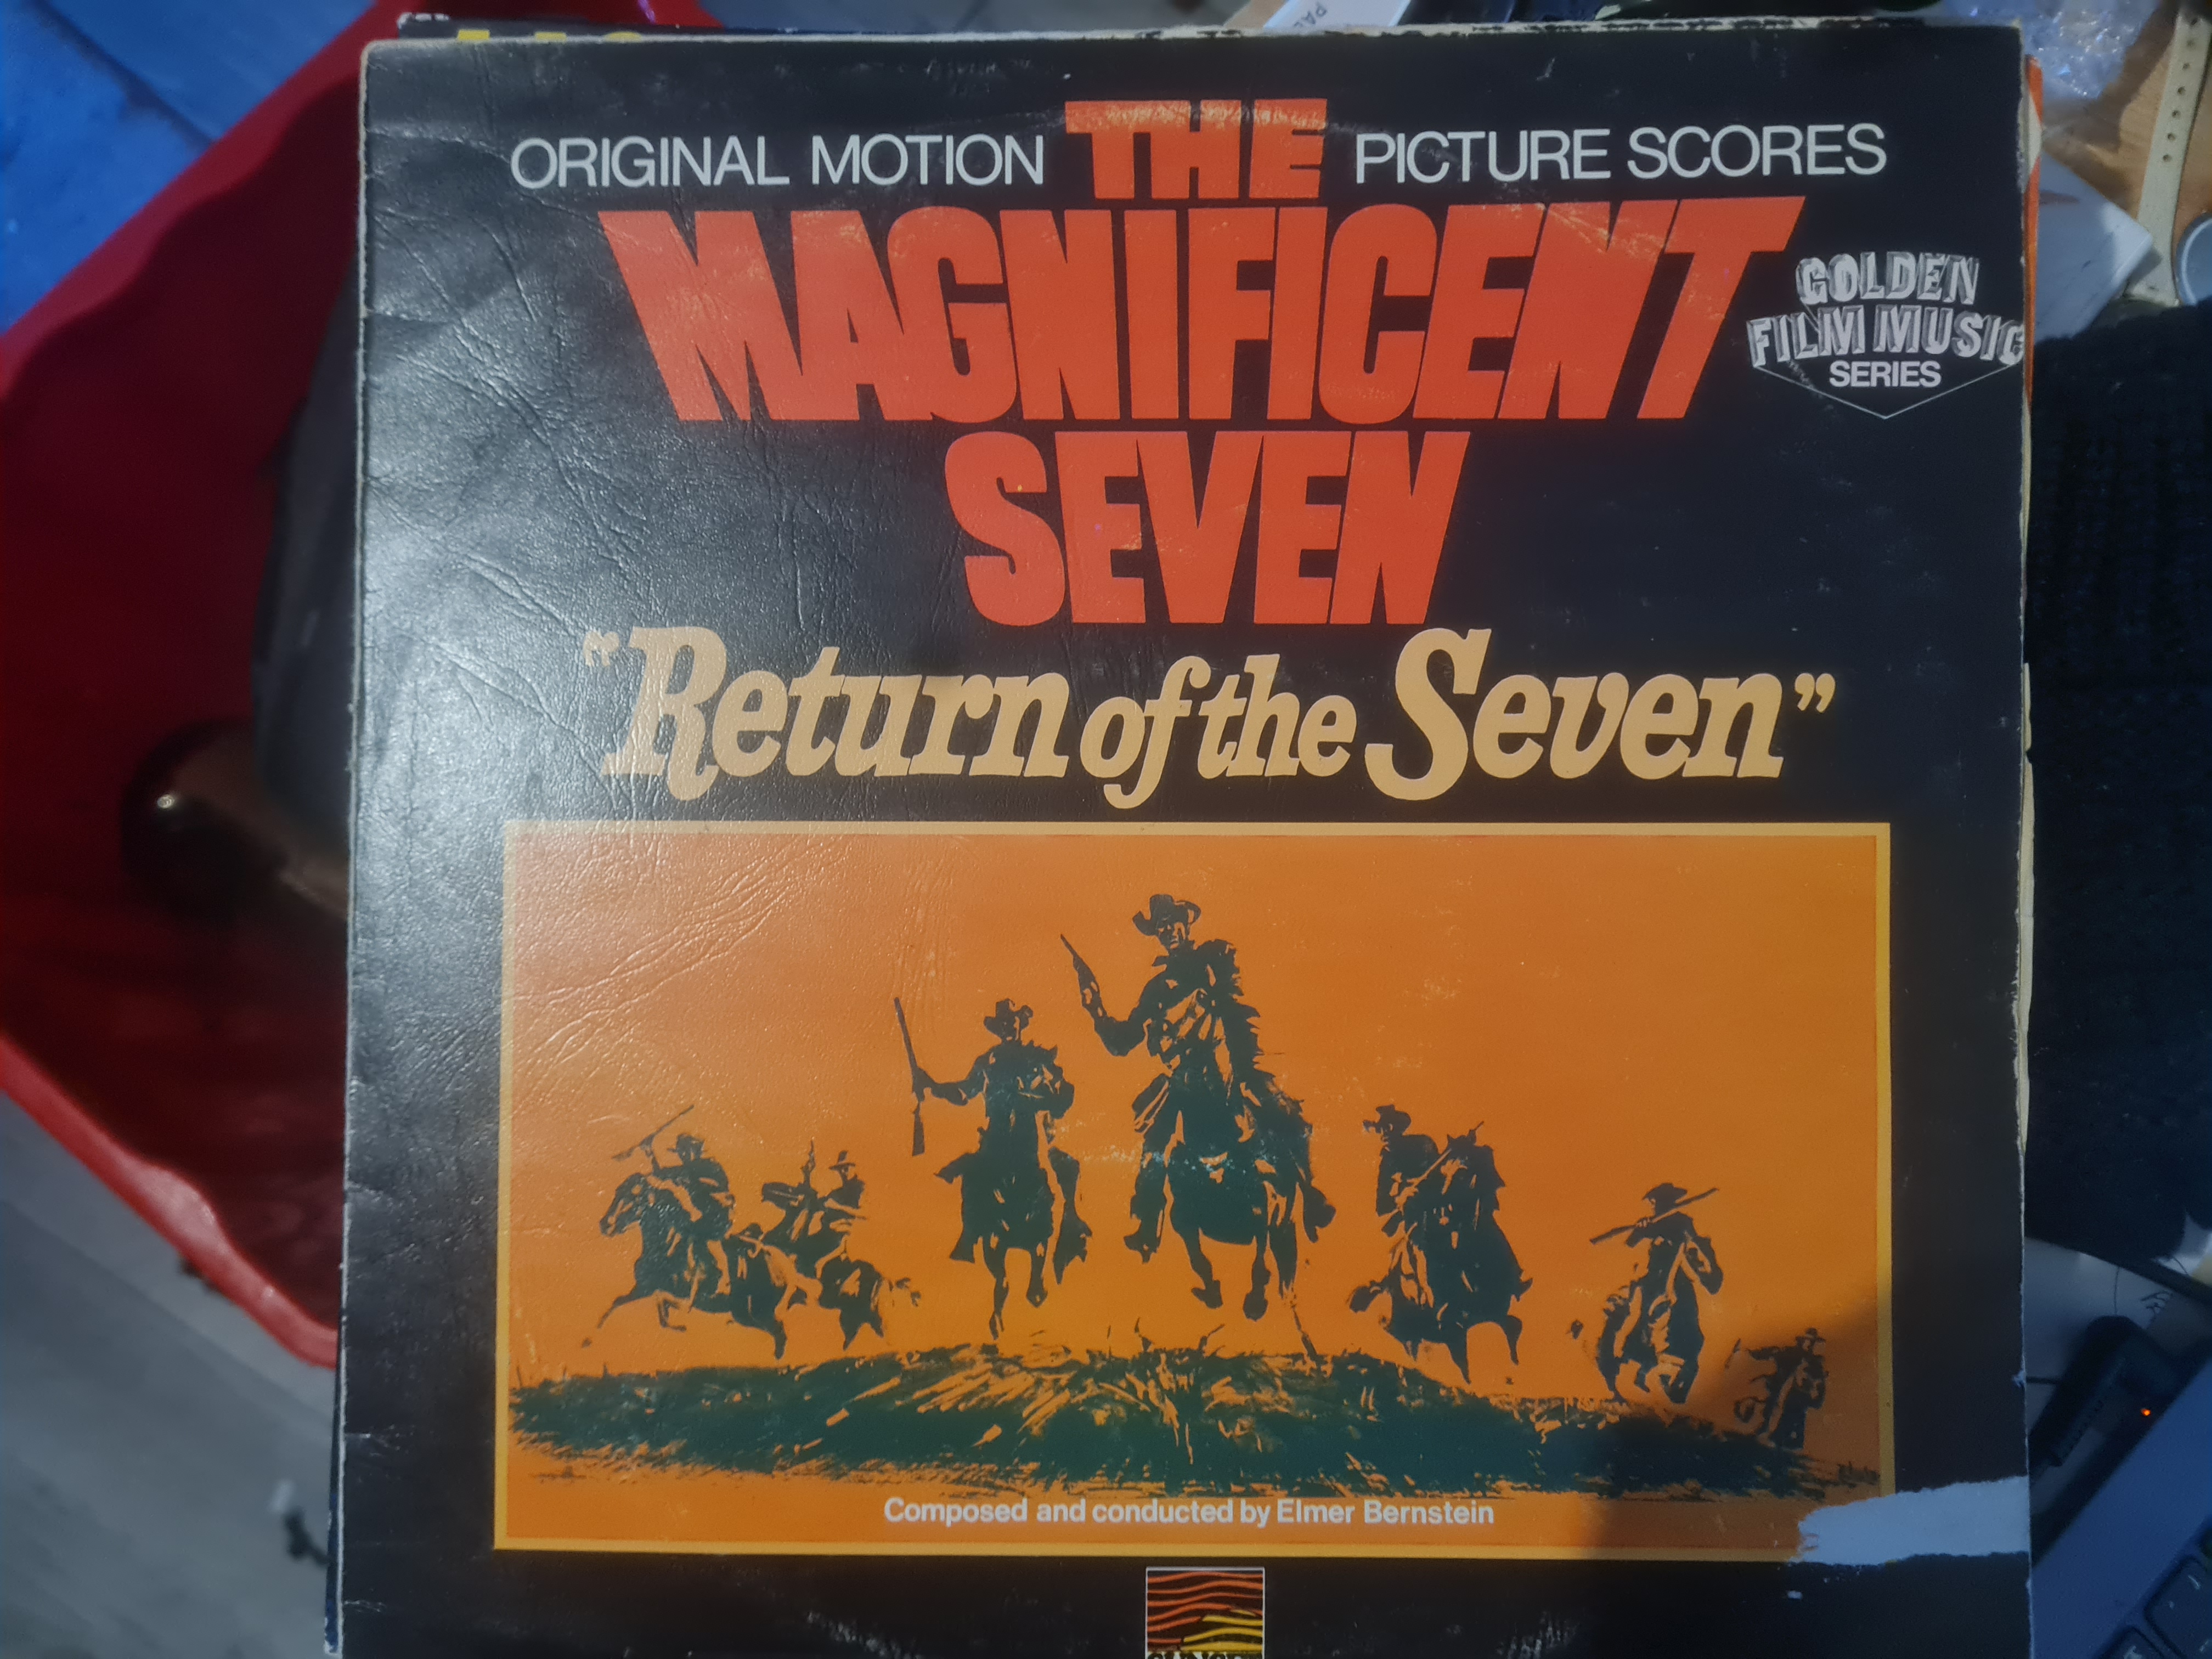 ORIGINAL MOTION PICTURE SCORES
THE
MAGNIFICENT
SEVEN
GOLDEN
FILM MUSIC
SERIES
"Return of the Seven"
Composed and conducted by Elmer Bernstein